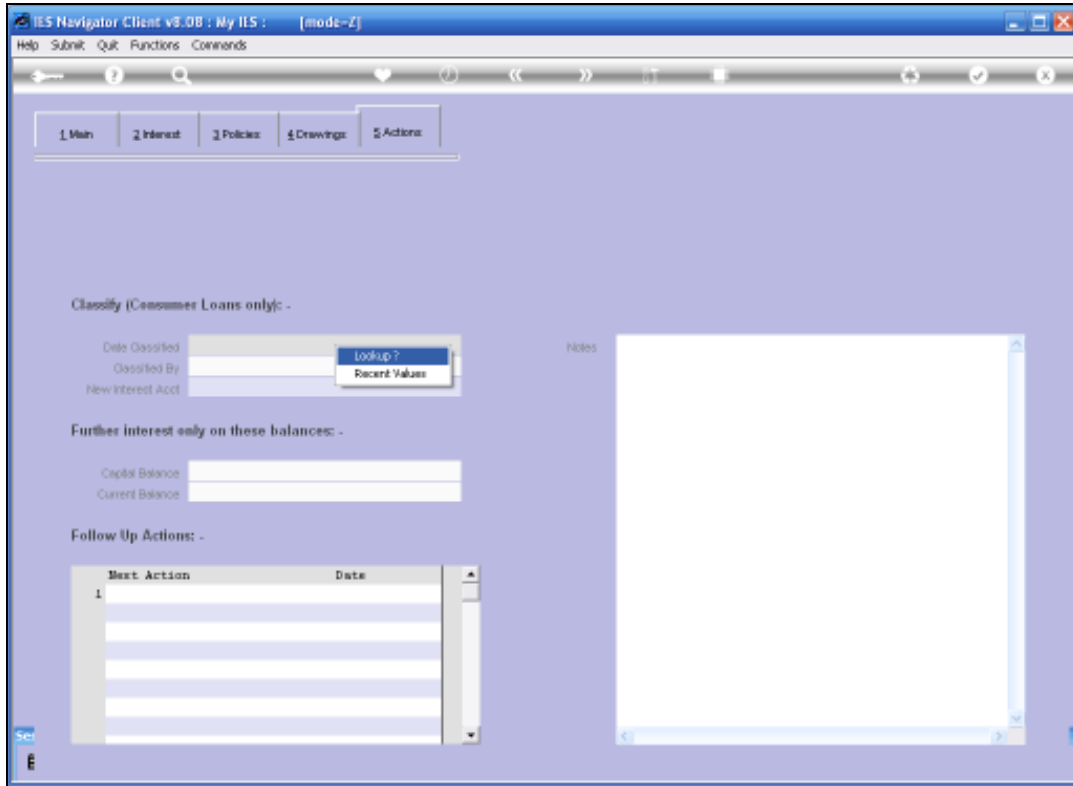 IES Navigator Client v8.08 : My IES : [mode=Z]
Help Submit Quit Functions Commands
1 Main 2 Interest 3 Policies 4 Drawings 5 Actions
Classify (Consumer Loans only): -
Date Classified
Lookup ?
Notes
Classified By
Recent Values
New Interest Acct
Further interest only on these balances: -
Capital Balance
Current Balance
Follow Up Actions: -
Next Action Date
1